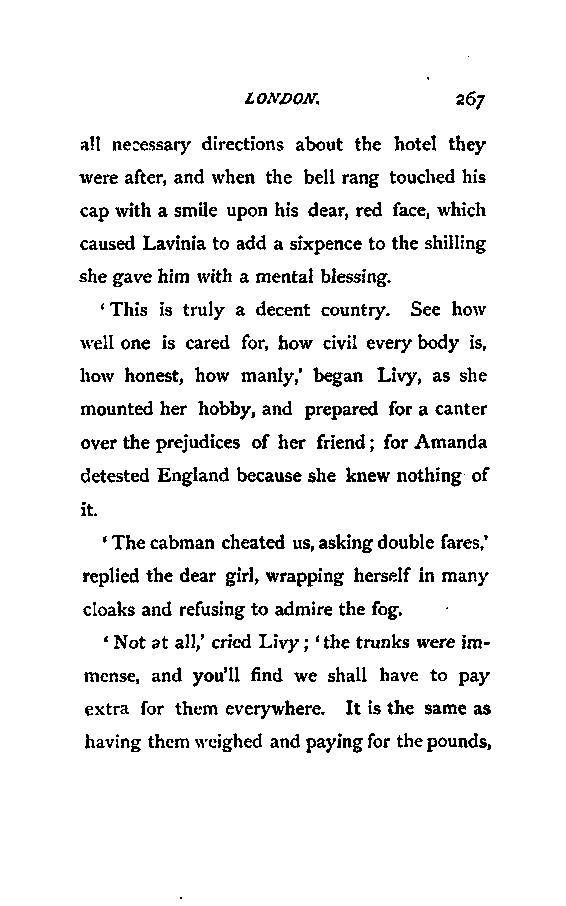 LONDON. 267
all necessary directions about the hotel they
were after, and when the bell rang touched his
cap with a smile upon his dear, red face, which
caused Lavinia to add a sixpence to the shilling
she gave him with a mental blessing.
‘ This is truly a decent country. See how
well one is cared for, how civil every body is,
how honest, how manly,’ began Livy, as she
mounted her hobby, and prepared for a canter
over the prejudices of her friend ; for Amanda
detested England because she knew nothing of
it.
‘ The cabman cheated us, asking double fares,’
replied the dear girl, wrapping herself in many
cloaks and refusing to admire the fog.
‘ Not at all,’ cried Livy ; ‘ the trunks were im-
mense, and you'll find we shall have to pay
extra for them everywhere. It is the same as
having them weighed and paying for the pounds,